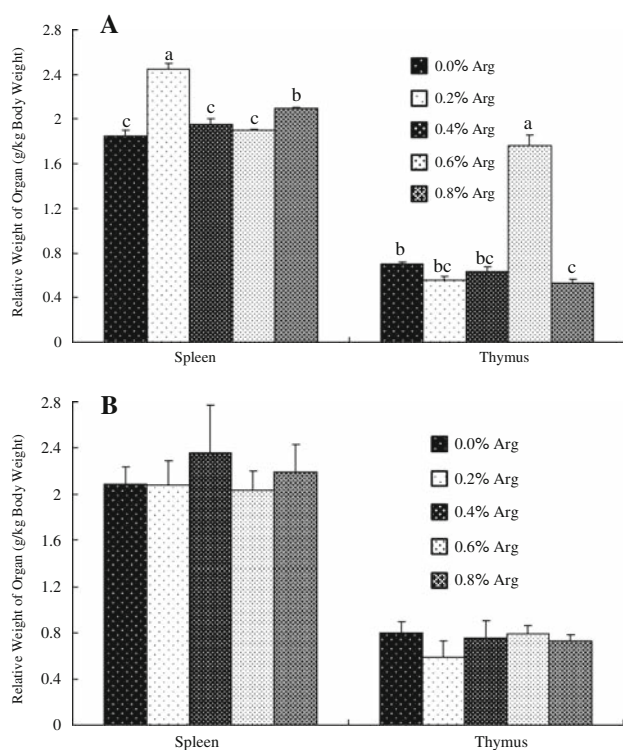 A
Relative Weight of Organ (g/kg Body Weight)
2.8
2.4
2
1.6
1.2
0.8
0.4
0
c
a
c
c
b
b
bc
bc
a
c
0.0% Arg
0.2% Arg
0.4% Arg
0.6% Arg
0.8% Arg
Spleen
Thymus
B
Relative Weight of Organ (g/kg Body Weight)
2.8
2.4
2
1.6
1.2
0.8
0.4
0
0.0% Arg
0.2% Arg
0.4% Arg
0.6% Arg
0.8% Arg
Spleen
Thymus